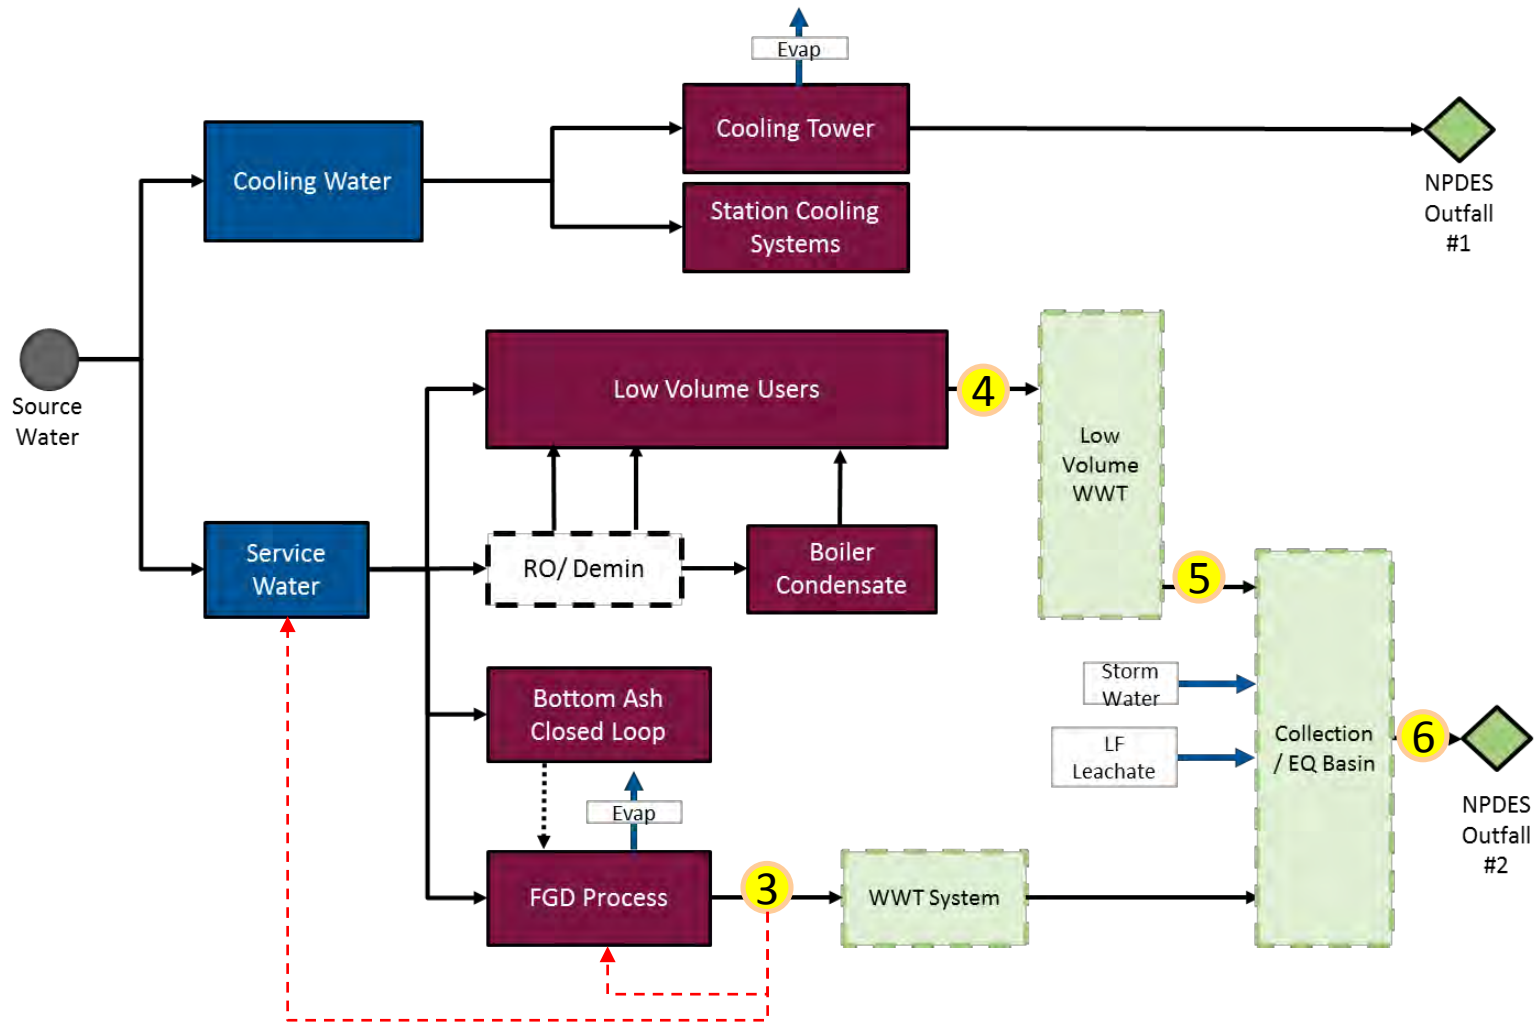 Evap
Cooling Tower
Cooling Water
Station Cooling
Systems
NPDES
Outfall
#1
Source
Water
Low Volume Users
4
Low
Volume
WWT
Service
Water
RO/ Demin
Boiler
Condensate
5
Bottom Ash
Closed Loop
Storm
Water
LF
Leachate
Collection
/ EQ Basin
6
NPDES
Outfall
#2
Evap
FGD Process
3
WWT System